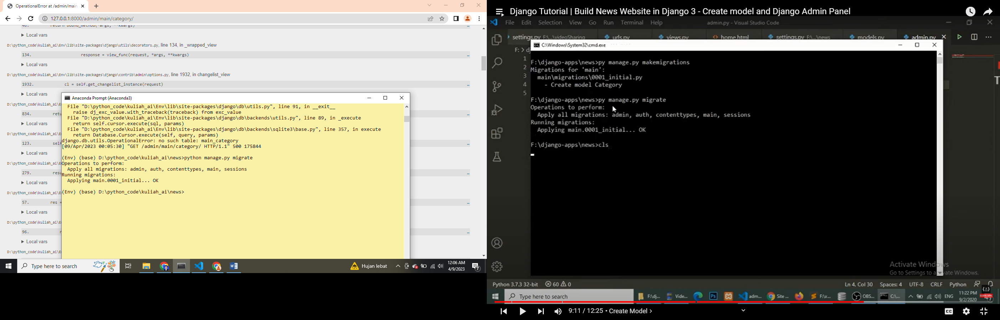 OperationalError at /admin/main
127.0.0.1:8000/admin/main/category/
46. return bound_method(*args, **kwargs)
▶ Local vars
D:\python_code\kuliah_ai\Env\lib\site-packages\django\utils\decorators.py, line 134, in _wrapped_view
134. response = view_func(request, *args, **kwargs)
▶ Local vars
D:\python_code\kuliah_ai\Env\lib\site-packages\django\contrib\admin\options.py, line 1932, in changelist_view
1932. cl = self.get_changelist_instance(request)
▶ Local vars
D:\python_code\kuliah_ai\E
834. retu
▶ Local vars
D:\python_code\kuliah_ai\E
123. self
▶ Local vars
D:\python_code\kuliah_ai\E
279. resu
▶ Local vars
D:\python_code\kuliah_ai\E
57. res =
▶ Local vars
D:\python_code\kuliah_ai\E
96. r
▶ Local vars
D:\python_code\kuliah_ai\E
Anaconda Prompt (Anaconda3)
File "D:\python_code\kuliah_ai\Env\lib\site-packages\django\db\utils.py", line 91, in __exit__
raise dj_exc_value.with_traceback(traceback) from exc_value
File "D:\python_code\kuliah_ai\Env\lib\site-packages\django\db\backends\utils.py", line 89, in _execute
return self.cursor.execute(sql, params)
File "D:\python_code\kuliah_ai\Env\lib\site-packages\django\db\backends\sqlite3\base.py", line 357, in execute
return Database.Cursor.execute(self, query, params)
django.db.utils.OperationalError: no such table: main_category
[09/Apr/2023 00:05:30] "GET /admin/main/category/ HTTP/1.1" 500 175844
(Env) (base) D:\python_code\kuliah_ai\news>python manage.py migrate
Operations to perform:
Apply all migrations: admin, auth, contenttypes, main, sessions
Running migrations:
Applying main.0001_initial... OK
(Env) (base) D:\python_code\kuliah_ai\news>
Type here to search
Hujan lebat
12:06 AM
4/9/2023
7
Django Tutorial | Build News Website in Django 3 - Create model and Django Admin Panel
File Edit Selection View Go Run Terminal Help
admin.py - Visual Studio Code
settings.py F:\...\videoSharing urls.py views.py home.html settings.py F:\...\news models.py admin.py
F: > d
C:\Windows\System32\cmd.exe
1
2
3
4
5
F:\django-apps\news>py manage.py makemigrations
Migrations for 'main':
main\migrations\0001_initial.py
- Create model Category
F:\django-apps\news>py manage.py migrate
Operations to perform:
Apply all migrations: admin, auth, contenttypes, main, sessions
Running migrations:
Applying main.0001_initial... OK
F:\django-apps\news>cls
Activate Windows
Go to Settings to activate Windows.
Python 3.7.3 32-bit 60 0
Ln 4, Col 30 Spaces: 4 UTF-8 CRLF Python
Type here to search
F:\dj... Vide... Ps adm... Site ... F:\x... OBS... C:\... ENG
11:22 PM
9/2/2020
SUBSCRIBE
9:11 / 12:25 • Create Model >
CC